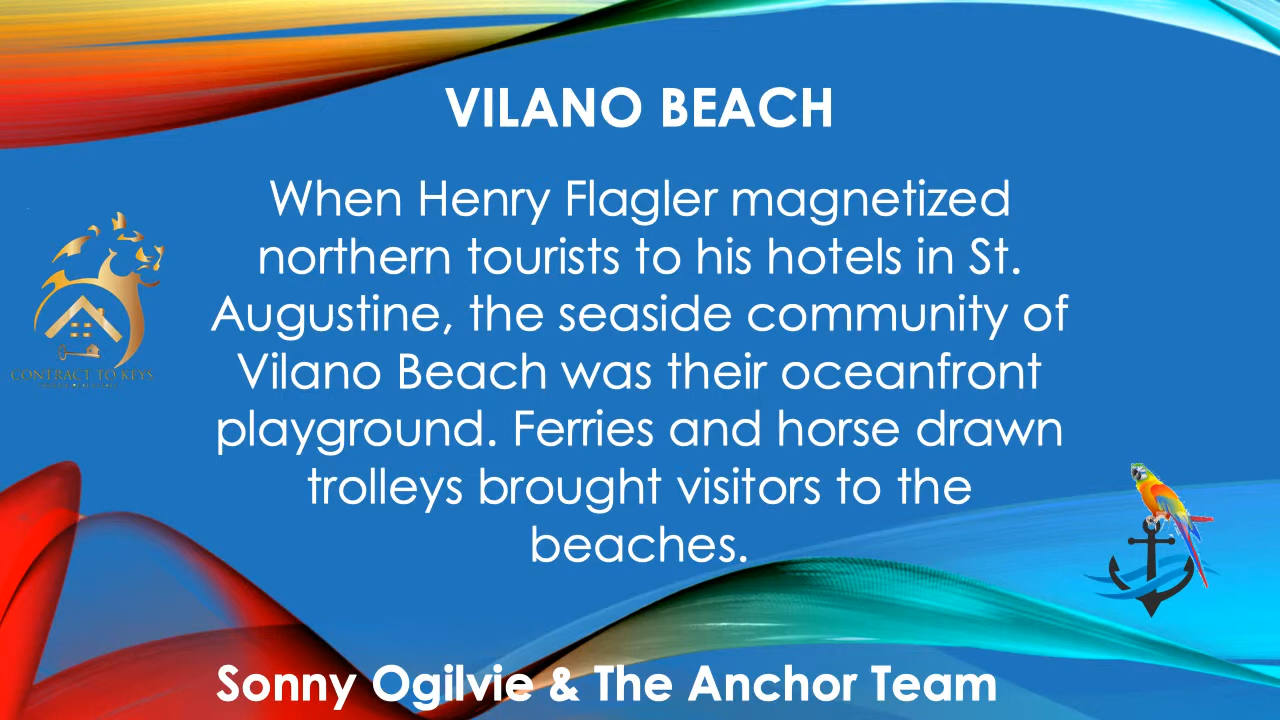 VILANO BEACH
When Henry Flagler magnetized
northern tourists to his hotels in St.
Augustine, the seaside community of
Vilano Beach was their oceanfront
playground. Ferries and horse drawn
trolleys brought visitors to the
beaches.
CONTRACT TO KEYS
Sonny Ogilvie & The Anchor Team